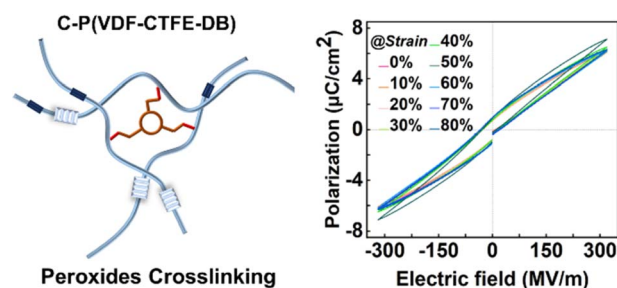 C-P(VDF-CTFE-DB)
Peroxides Crosslinking
Polarization (μC/cm²)
8
4
0
-4
-8
@Strain
0%
10%
20%
30%
40%
50%
60%
70%
80%
-300 -150 0 150 300
Electric field (MV/m)